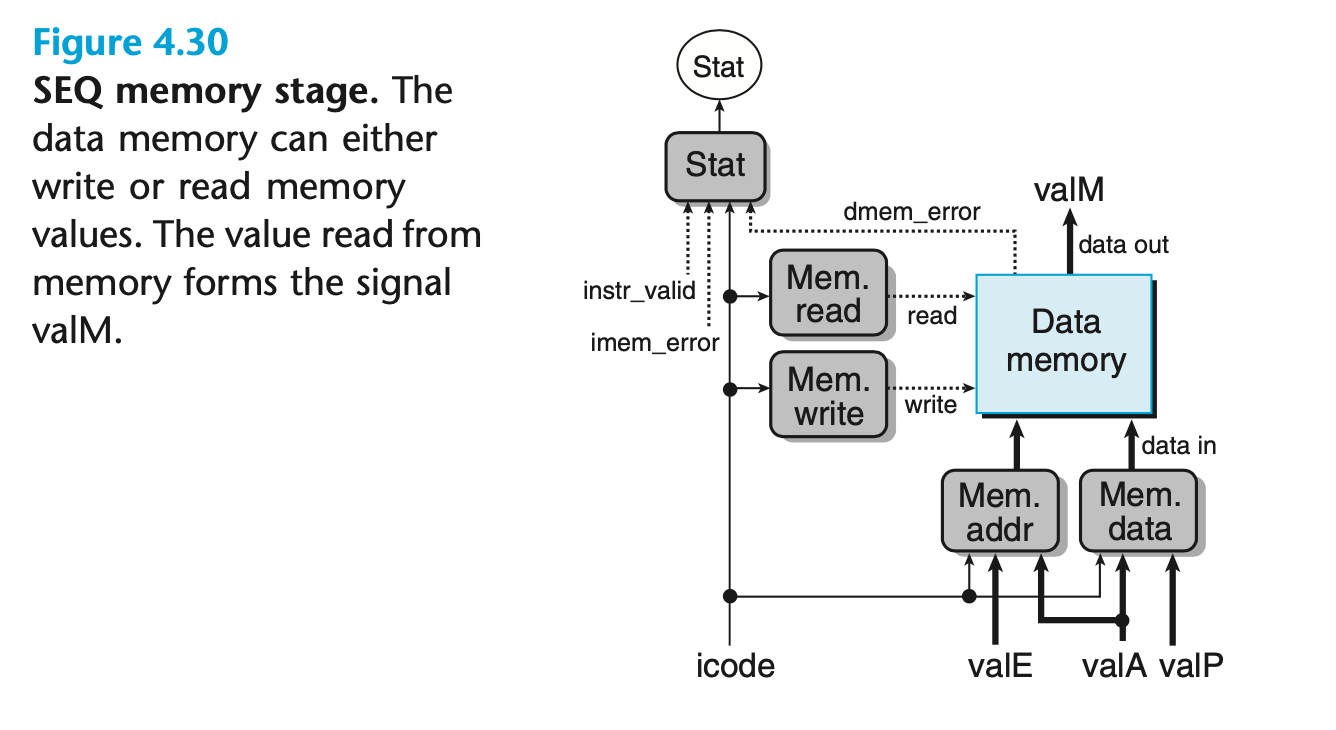 Figure 4.30
SEQ memory stage. The
data memory can either
write or read memory
values. The value read from
memory forms the signal
valM.
Stat
Stat
valM
dmem_error
data out
instr_valid
Mem.
read
read
Data
memory
imem_error
Mem.
write
write
data in
Mem.
addr
Mem.
data
icode
valE
valA
valP